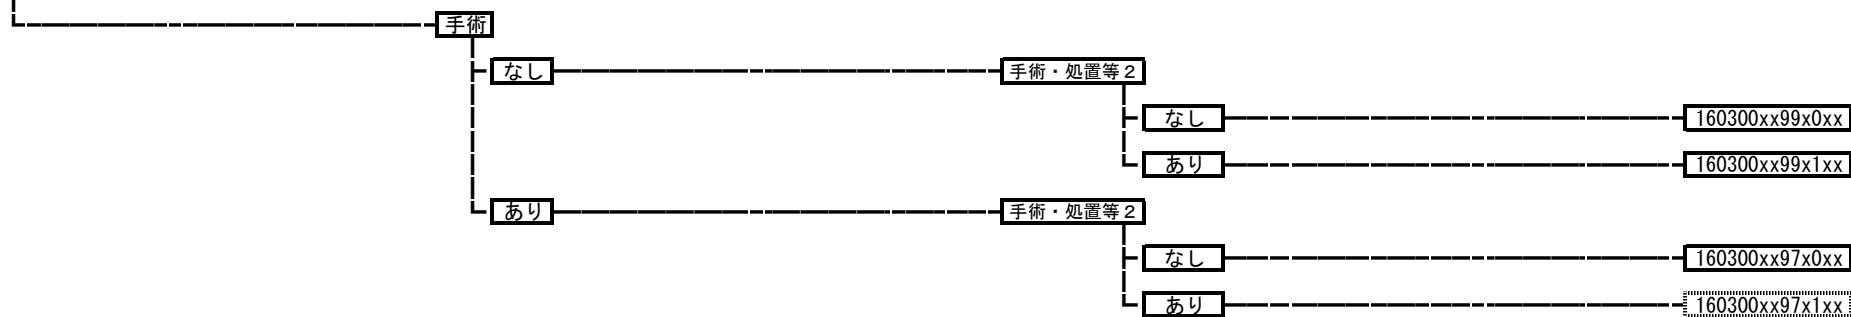 手術
なし 手術・処置等２
なし 160300xx99x0xx
あり 160300xx99x1xx
あり 手術・処置等２
なし 160300xx97x0xx
あり 160300xx97x1xx